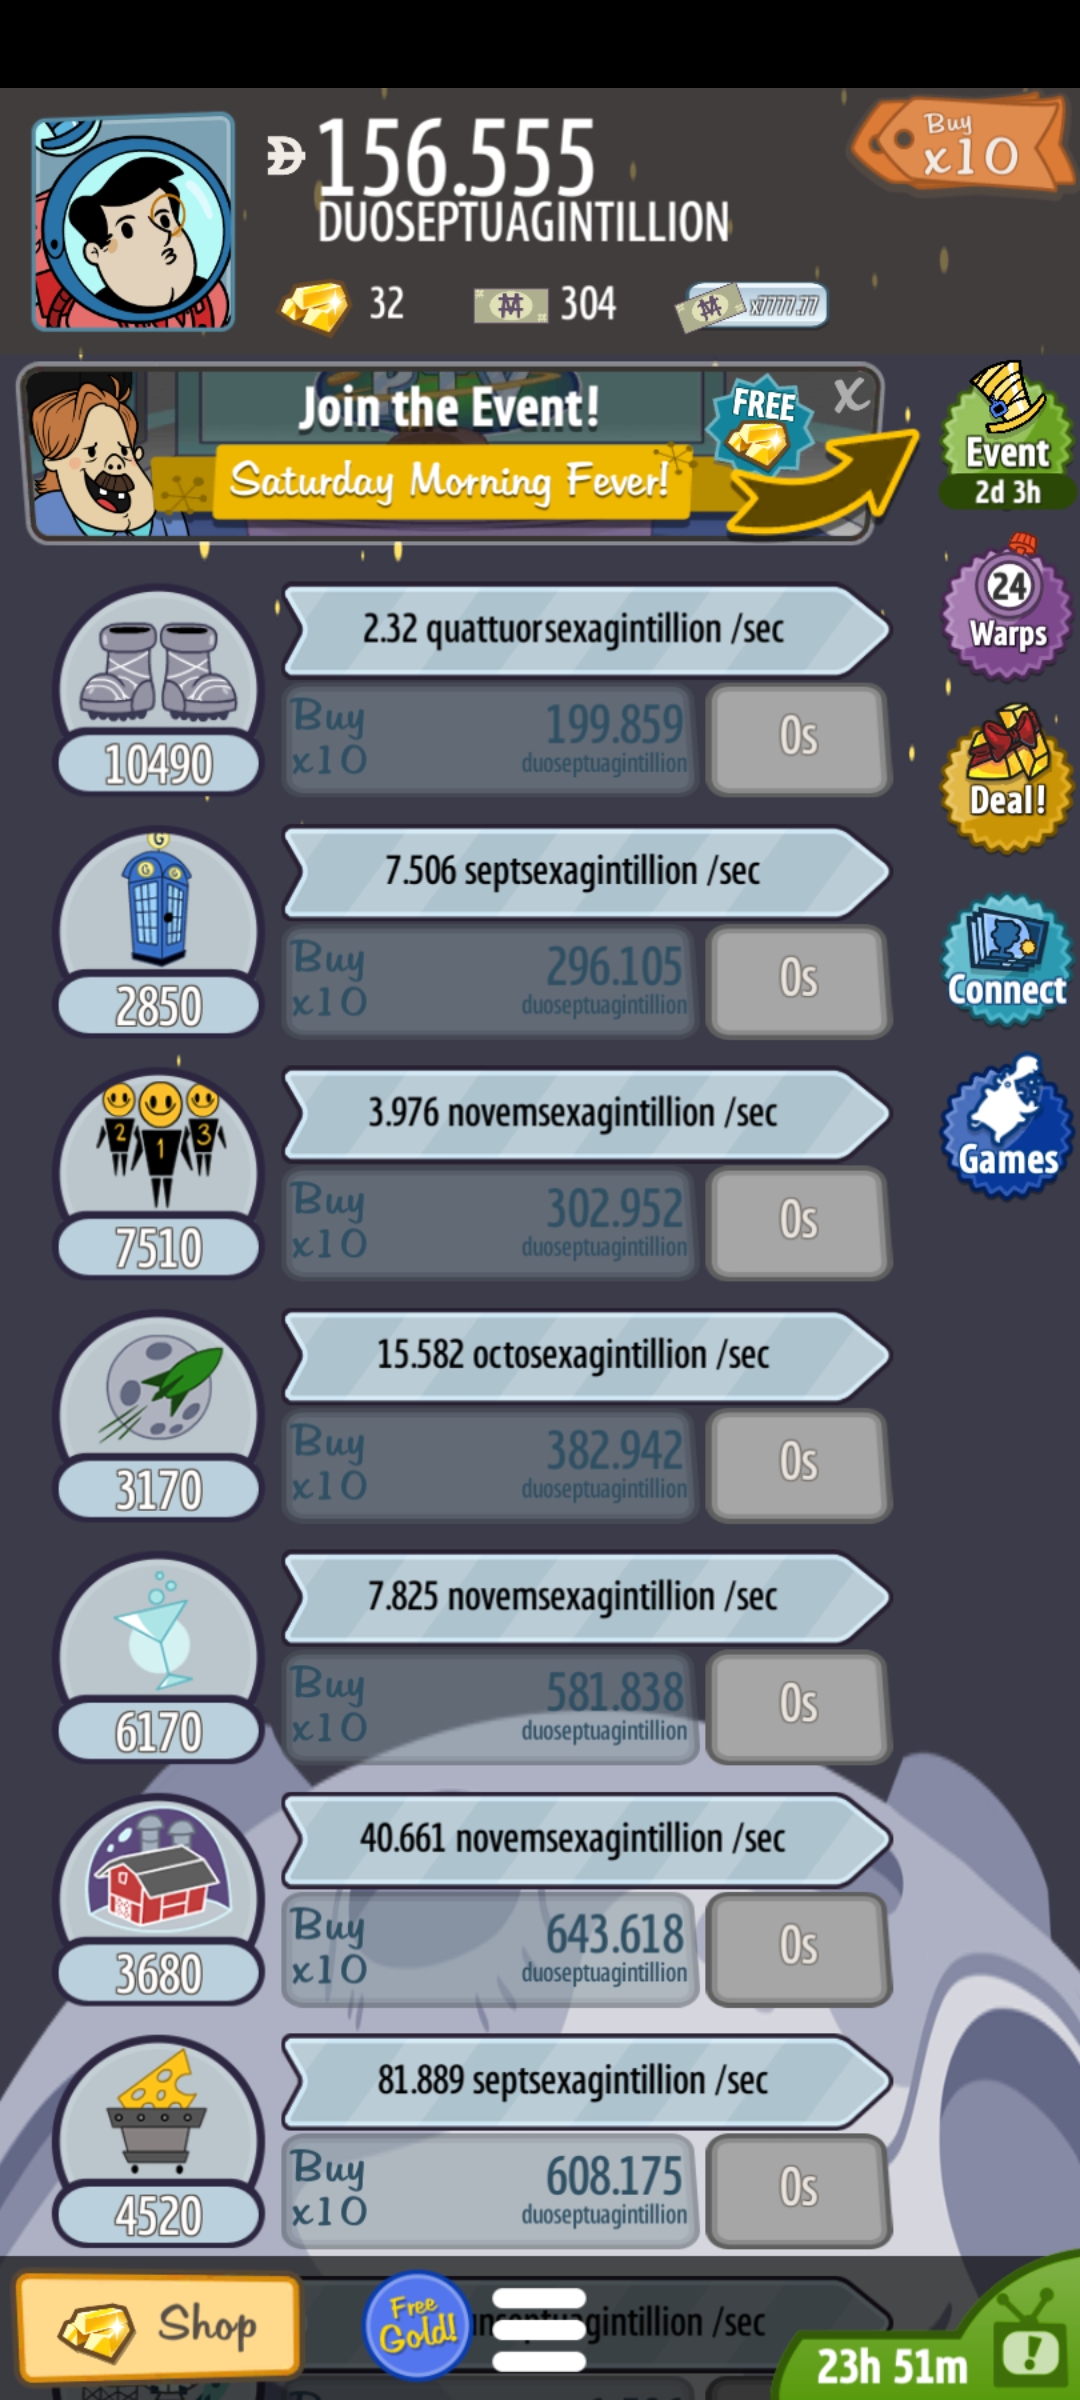 156.555
DUOSEPTUAGINTILLION
Buy
x10
32
304
x7777.77
Join the Event!
FREE
X
Saturday Morning Fever!
Event
2d 3h
24
Warps
Deal!
Connect
Games
2.32 quattuorsexagintillion /sec
Buy
x10
199.859
duoseptuagintillion
0s
10490
7.506 septsexagintillion /sec
Buy
x10
296.105
duoseptuagintillion
0s
2850
2 1 3
3.976 novemsexagintillion /sec
Buy
x10
302.952
duoseptuagintillion
0s
7510
15.582 octosexagintillion /sec
Buy
x10
382.942
duoseptuagintillion
0s
3170
7.825 novemsexagintillion /sec
Buy
x10
581.838
duoseptuagintillion
0s
6170
40.661 novemsexagintillion /sec
Buy
x10
643.618
duoseptuagintillion
0s
3680
81.889 septsexagintillion /sec
Buy
x10
608.175
duoseptuagintillion
0s
4520
Shop
Free
Gold!
/sec
23h 51m
!